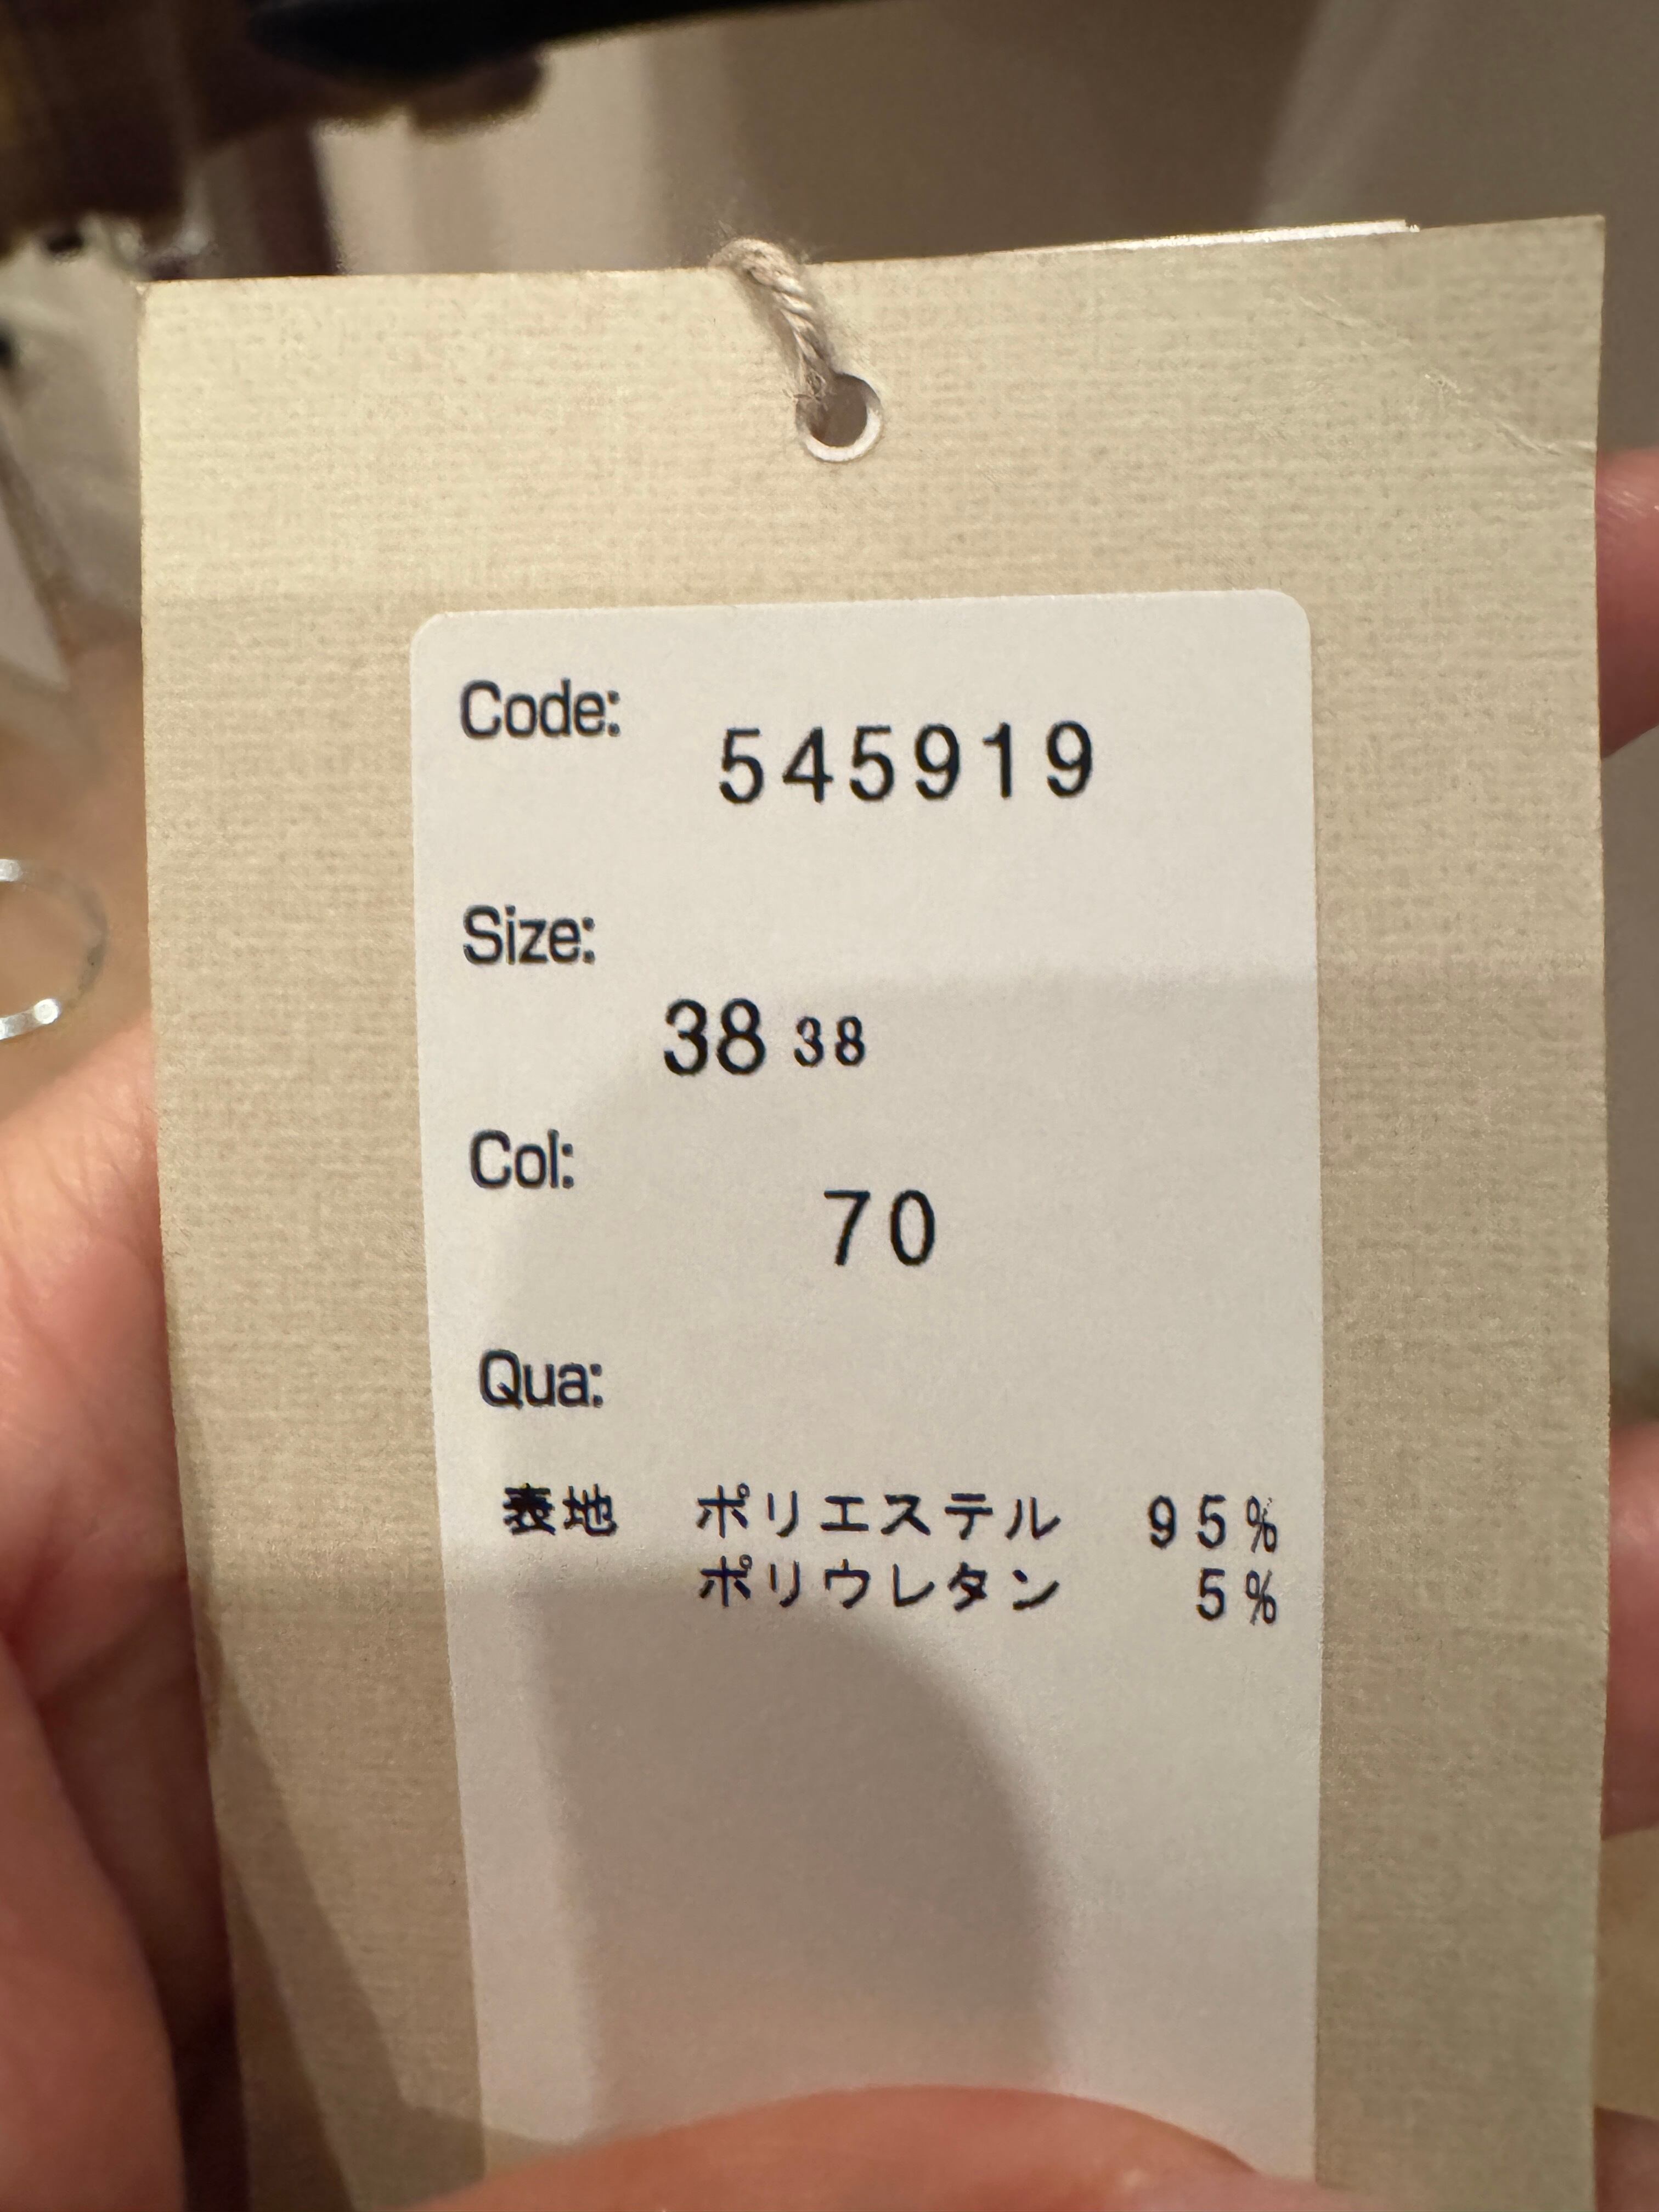 Code:
545919
Size:
38 38
Col:
70
Qua:
表地 ポリエステル 95%
ポリウレタン 5%